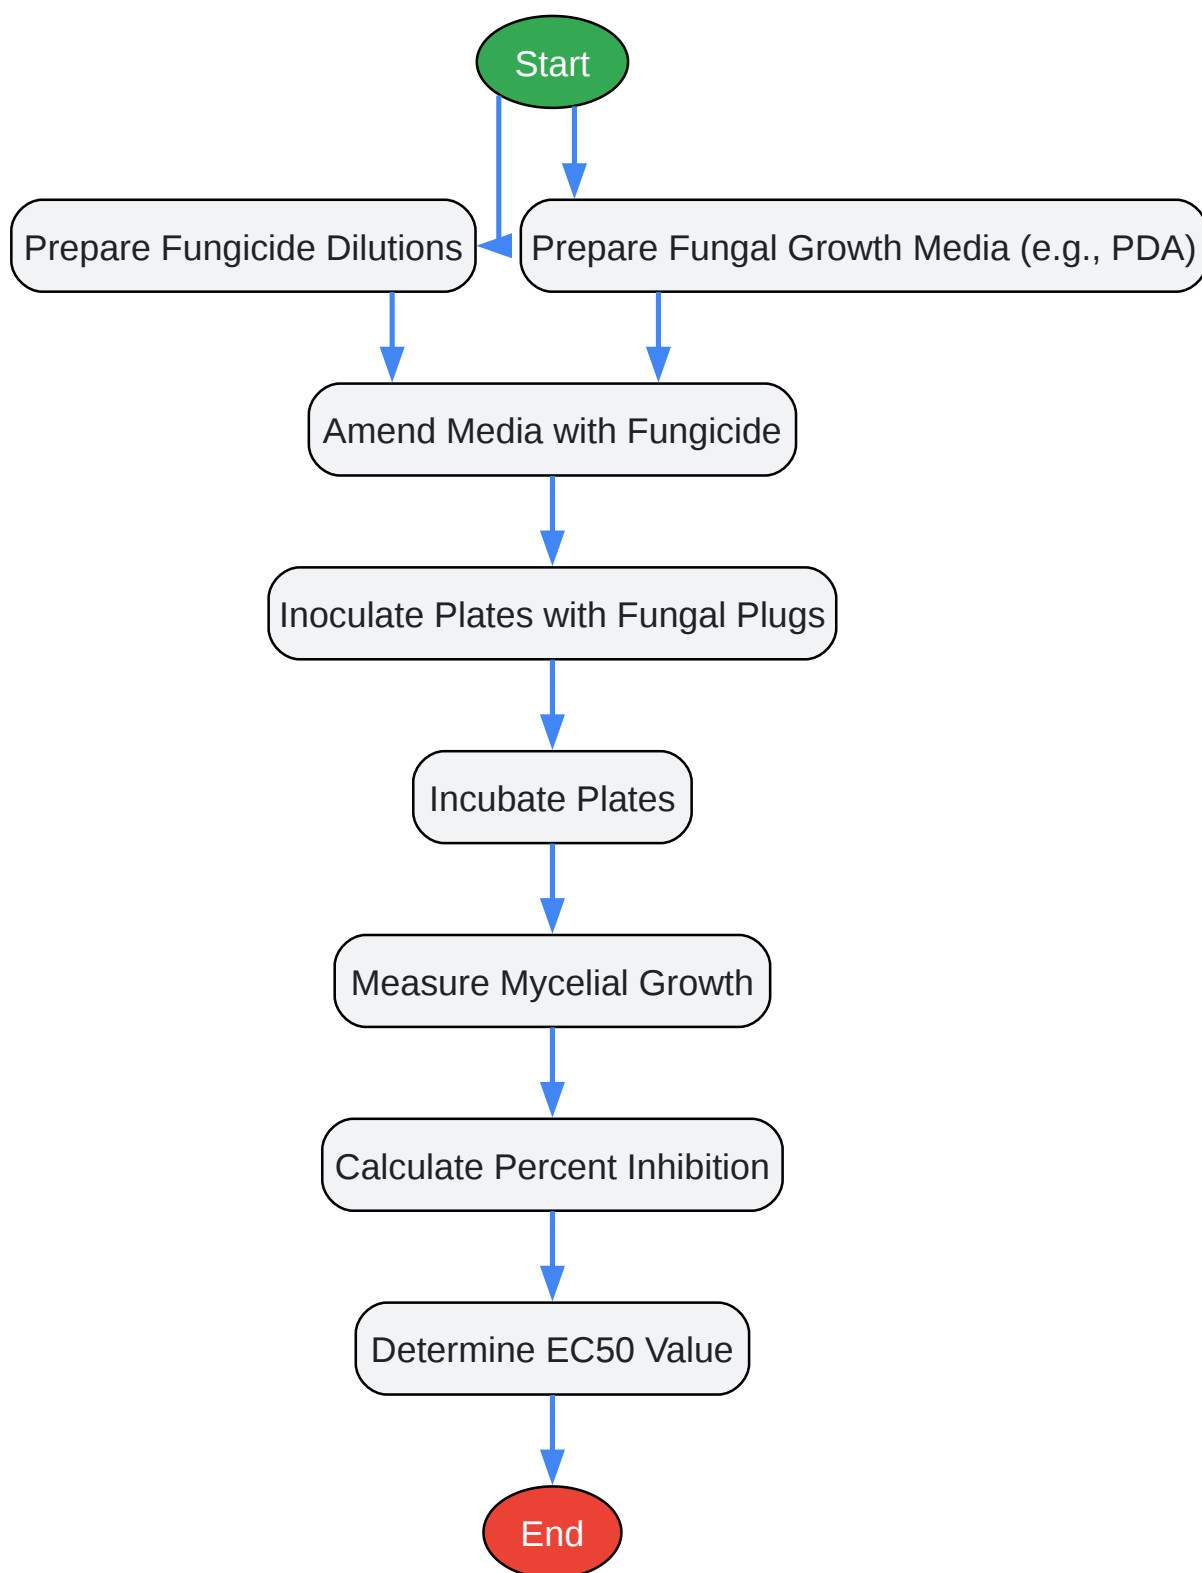 Start
Prepare Fungicide Dilutions
Prepare Fungal Growth Media (e.g., PDA)
Amend Media with Fungicide
Inoculate Plates with Fungal Plugs
Incubate Plates
Measure Mycelial Growth
Calculate Percent Inhibition
Determine EC50 Value
End